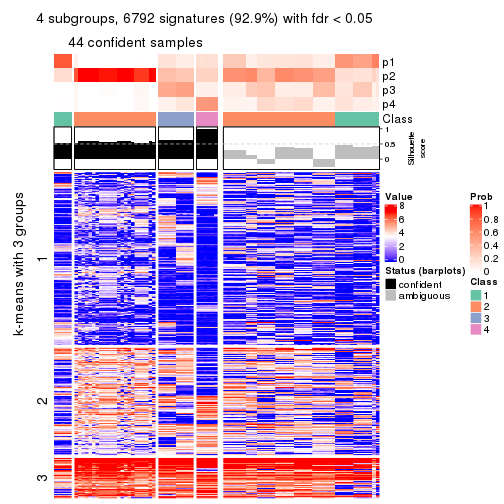 4 subgroups, 6792 signatures (92.9%) with fdr < 0.05
44 confident samples
p1
p2
p3
p4
Class
1
0.5
0
Silhouette
score
k-means with 3 groups
1
2
3
Value
8
6
4
2
0
Status (barplots)
confident
ambiguous
Prob
1
0.8
0.6
0.4
0.2
0
Class
1
2
3
4